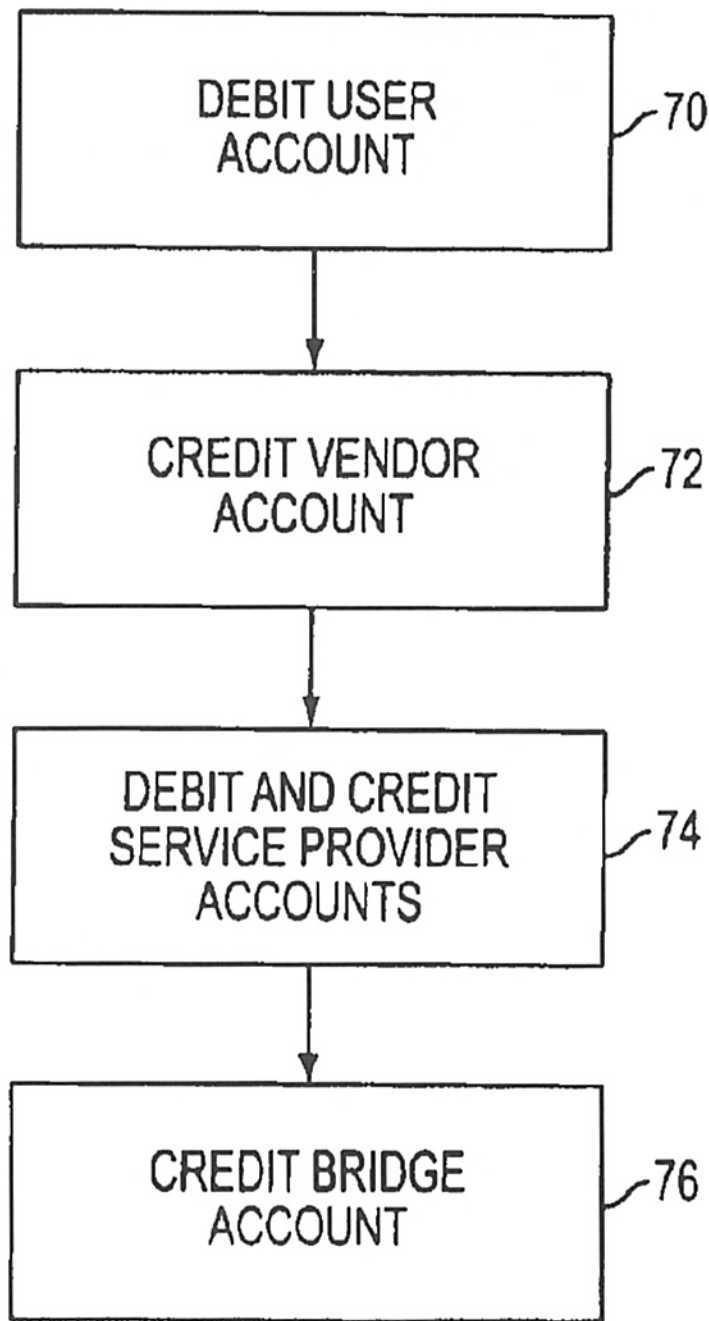 DEBIT USER
ACCOUNT
70
CREDIT VENDOR
ACCOUNT
72
DEBIT AND CREDIT
SERVICE PROVIDER
ACCOUNTS
74
CREDIT BRIDGE
ACCOUNT
76